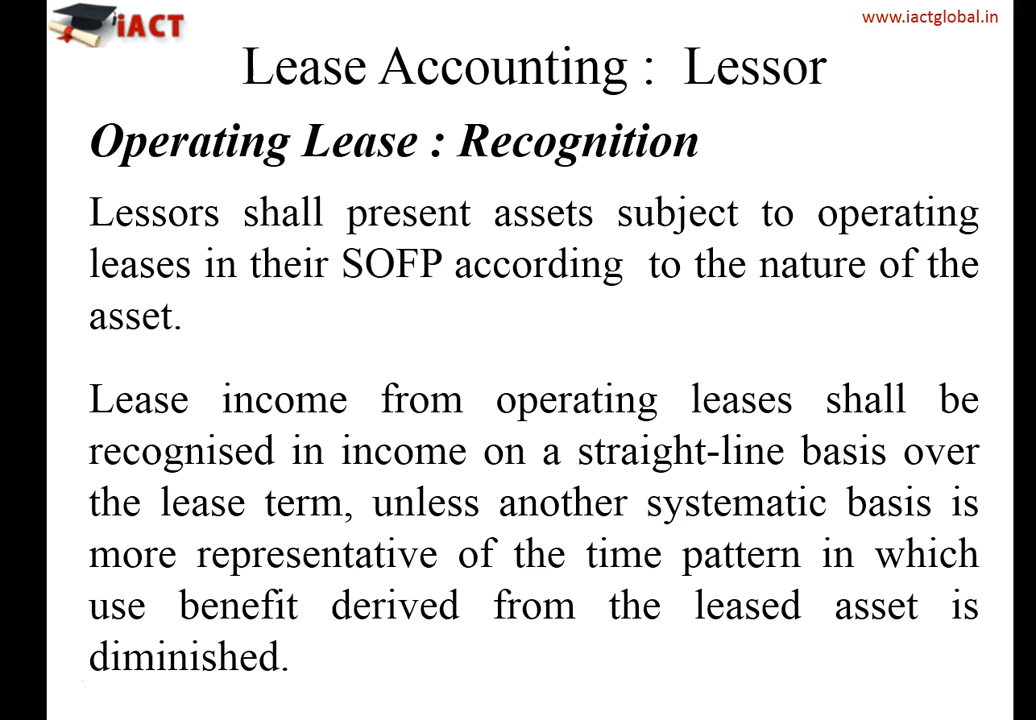 iACT
www.iactglobal.in
Lease Accounting : Lessor
Operating Lease : Recognition
Lessors shall present assets subject to operating
leases in their SOFP according to the nature of the
asset.
Lease income from operating leases shall be
recognised in income on a straight-line basis over
the lease term, unless another systematic basis is
more representative of the time pattern in which
use benefit derived from the leased asset is
diminished.